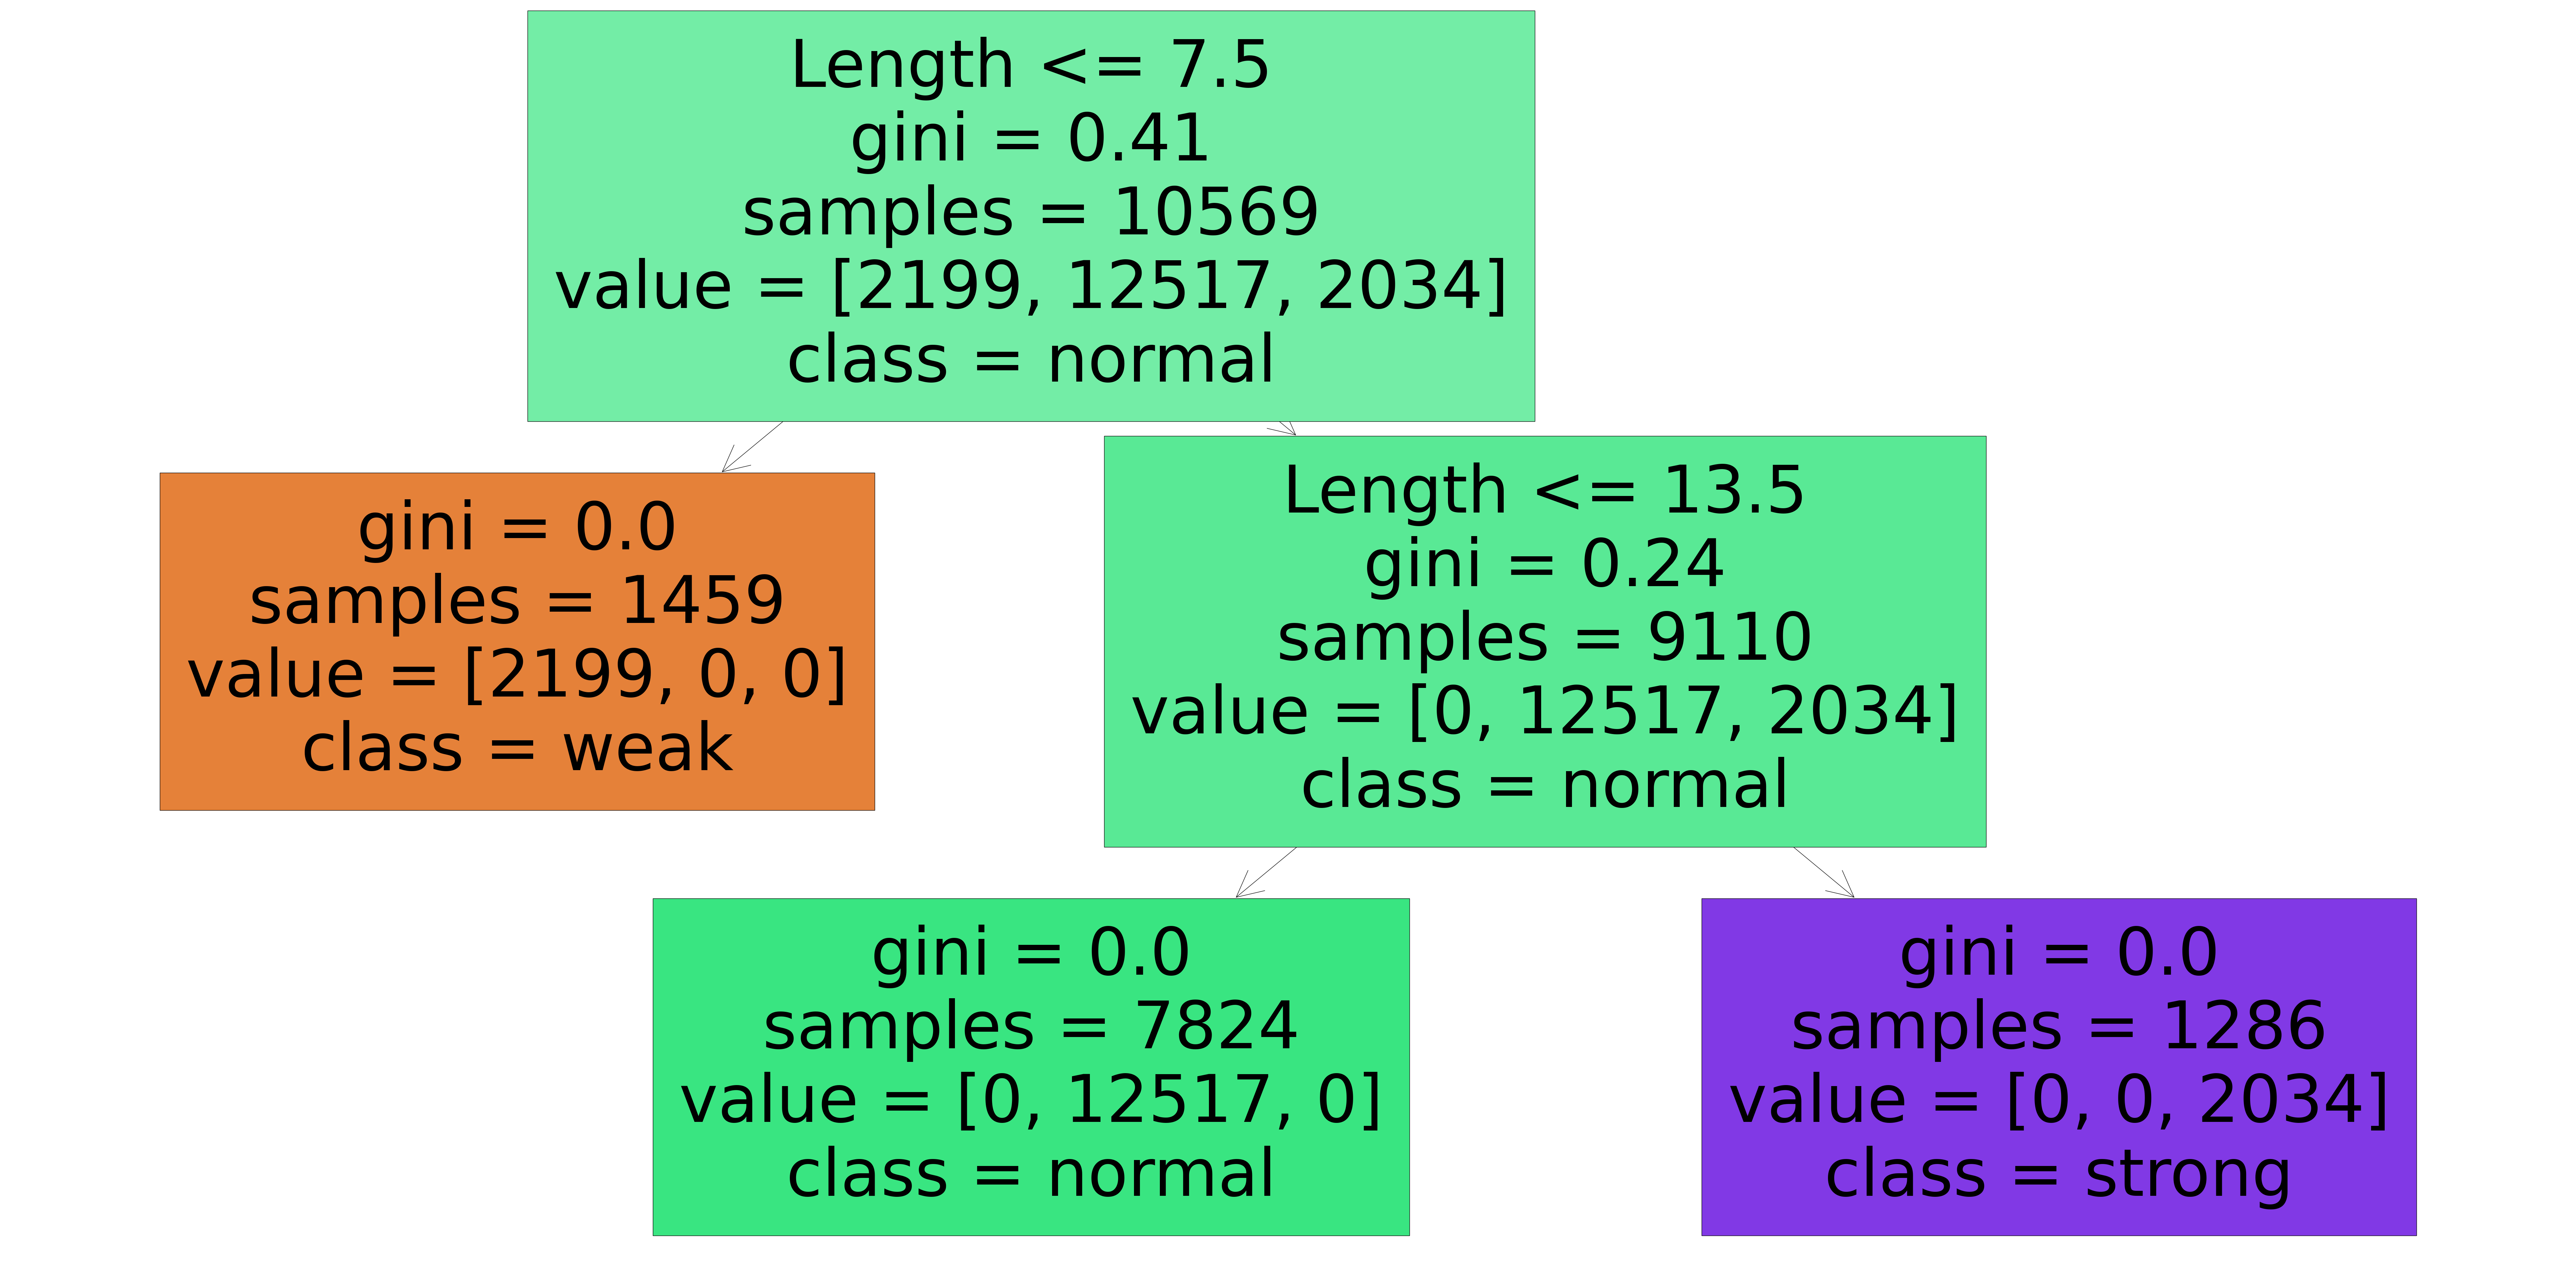 Length <= 7.5
gini = 0.41
samples = 10569
value = [2199, 12517, 2034]
class = normal
gini = 0.0
samples = 1459
value = [2199, 0, 0]
class = weak
Length <= 13.5
gini = 0.24
samples = 9110
value = [0, 12517, 2034]
class = normal
gini = 0.0
samples = 7824
value = [0, 12517, 0]
class = normal
gini = 0.0
samples = 1286
value = [0, 0, 2034]
class = strong